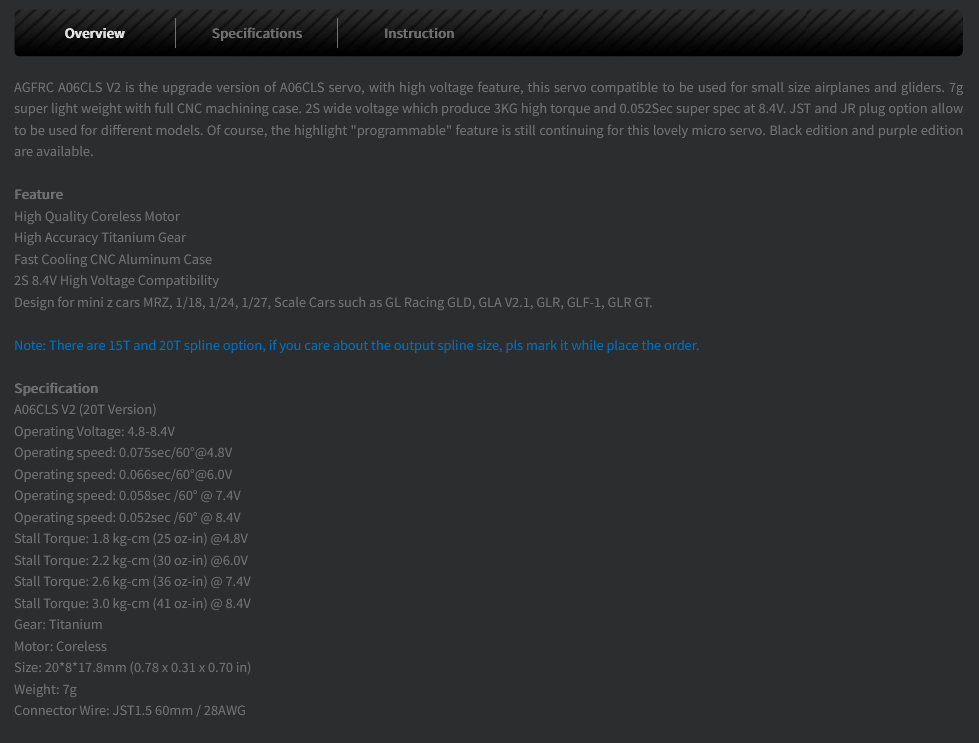 Overview
Specifications
Instruction
AGFRC A06CLS V2 is the upgrade version of A06CLS servo, with high voltage feature, this servo compatible to be used for small size airplanes and gliders. 7g
super light weight with full CNC machining case. 2S wide voltage which produce 3KG high torque and 0.052Sec super spec at 8.4V. JST and JR plug option allow
to be used for different models. Of course, the highlight "programmable" feature is still continuing for this lovely micro servo. Black edition and purple edition
are available.
Feature
High Quality Coreless Motor
High Accuracy Titanium Gear
Fast Cooling CNC Aluminum Case
2S 8.4V High Voltage Compatibility
Design for mini z cars MRZ, 1/18, 1/24, 1/27, Scale Cars such as GL Racing GLD, GLA V2.1, GLR, GLF-1, GLR GT.
Note: There are 15T and 20T spline option, if you care about the output spline size, pls mark it while place the order.
Specification
A06CLS V2 (20T Version)
Operating Voltage: 4.8-8.4V
Operating speed: 0.075sec/60°@4.8V
Operating speed: 0.066sec/60°@6.0V
Operating speed: 0.058sec /60° @ 7.4V
Operating speed: 0.052sec /60° @ 8.4V
Stall Torque: 1.8 kg-cm (25 oz-in) @4.8V
Stall Torque: 2.2 kg-cm (30 oz-in) @6.0V
Stall Torque: 2.6 kg-cm (36 oz-in) @ 7.4V
Stall Torque: 3.0 kg-cm (41 oz-in) @ 8.4V
Gear: Titanium
Motor: Coreless
Size: 20*8*17.8mm (0.78 x 0.31 x 0.70 in)
Weight: 7g
Connector Wire: JST1.5 60mm / 28AWG